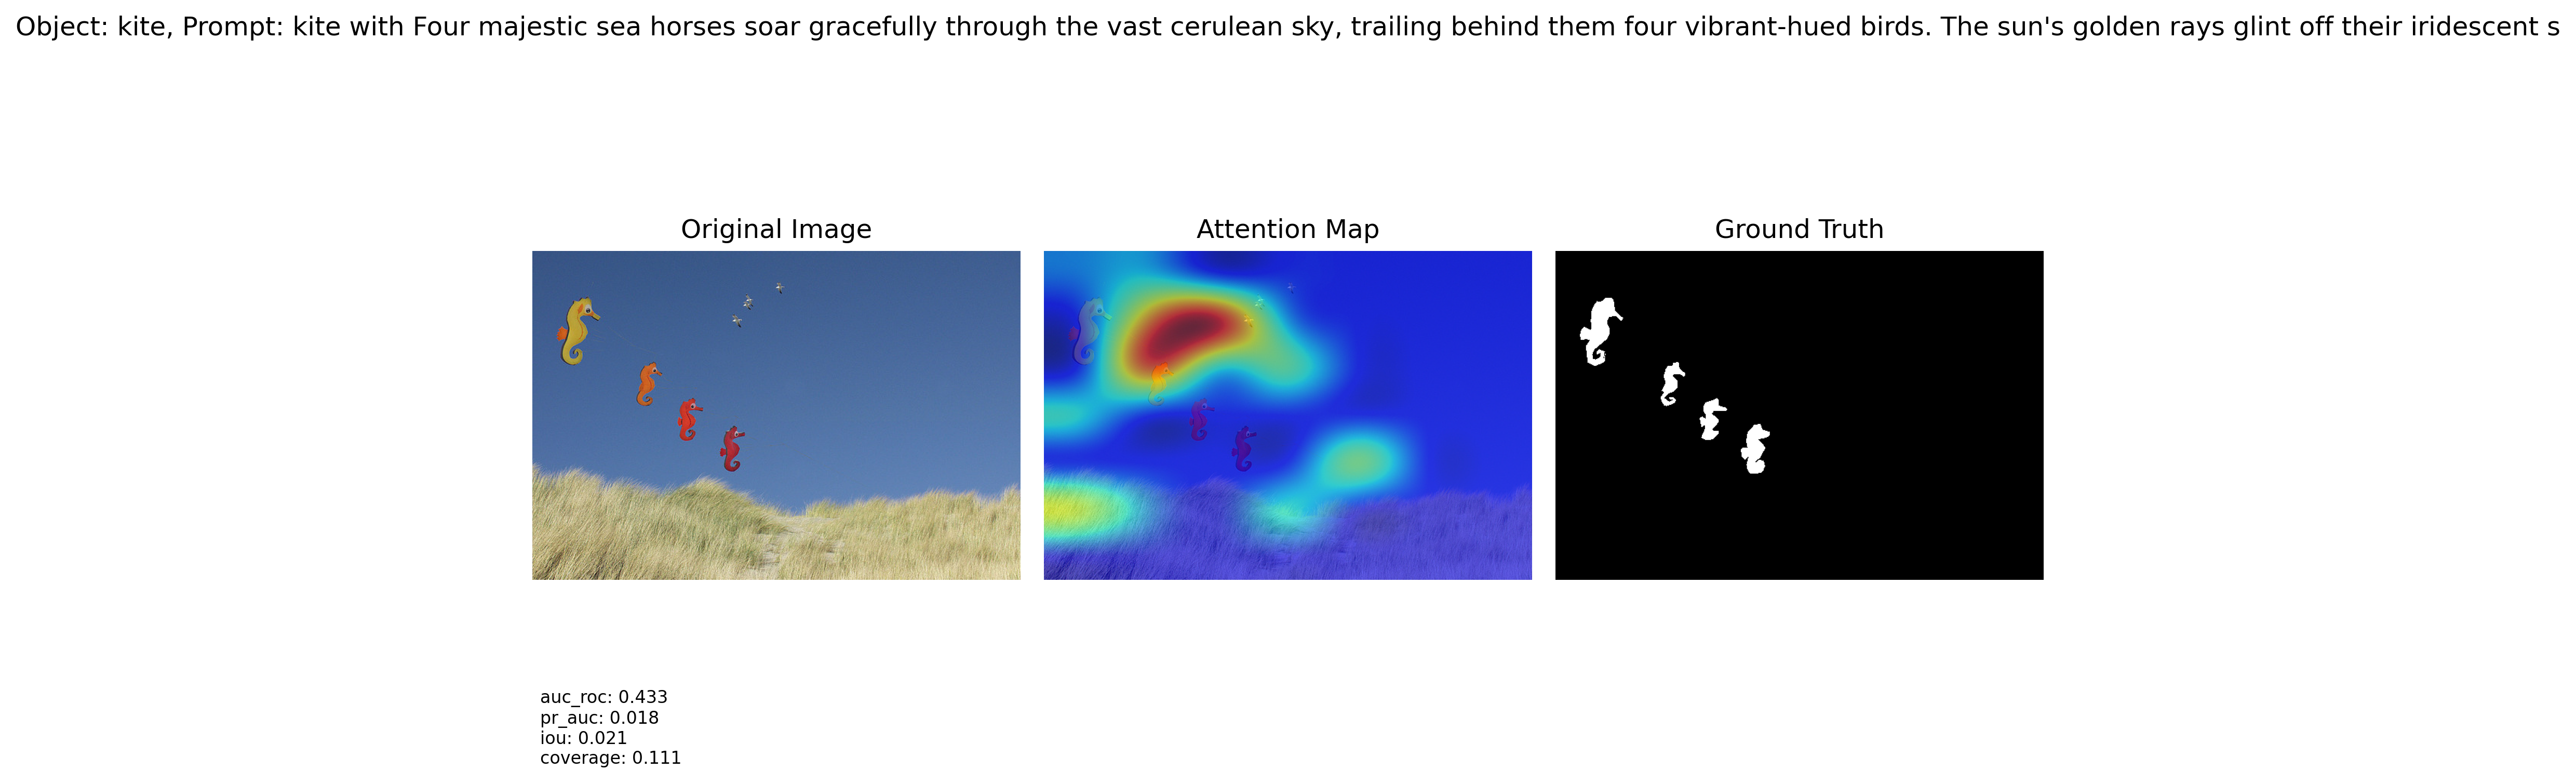 Object: kite, Prompt: kite with Four majestic sea horses soar gracefully through the vast cerulean sky, trailing behind them four vibrant-hued birds. The sun's golden rays glint off their iridescent s
Original Image
Attention Map
Ground Truth
auc_roc: 0.433
pr_auc: 0.018
iou: 0.021
coverage: 0.111